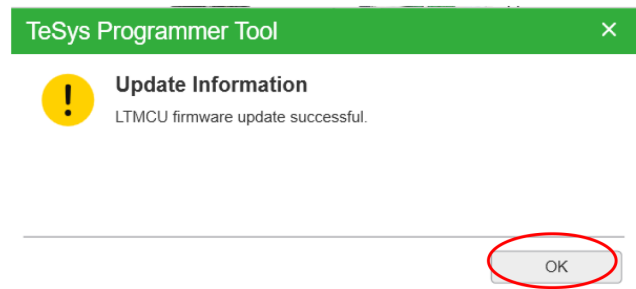 TeSys Programmer Tool
Update Information
LTMCU firmware update successful.
OK